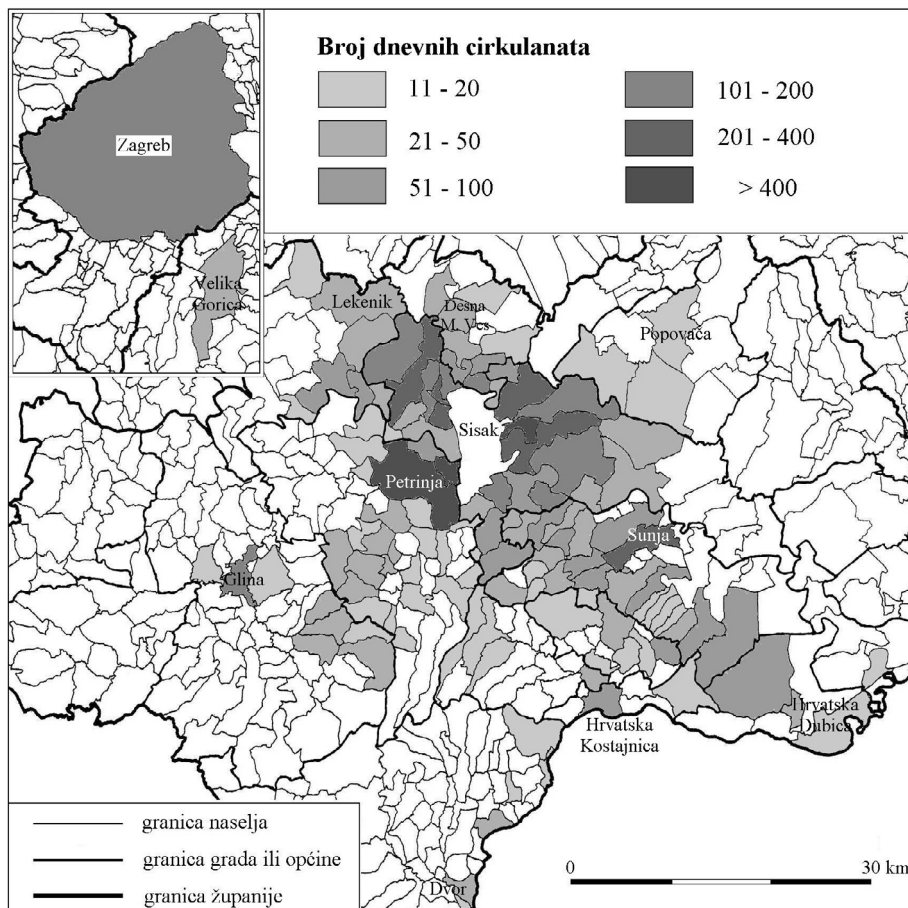 Broj dnevnih cirkulanata
11 - 20
21 - 50
51 - 100
101 - 200
201 - 400
> 400
Zagreb
Velika
Gorica
Lekenik
Desna
M. Ves
Popovača
Sisak
Petrinja
Sunja
Glina
Hrvatska
Dubica
Hrvatska
Kostajnica
Dvor
granica naselja
granica grada ili općine
granica županije
0 30 km